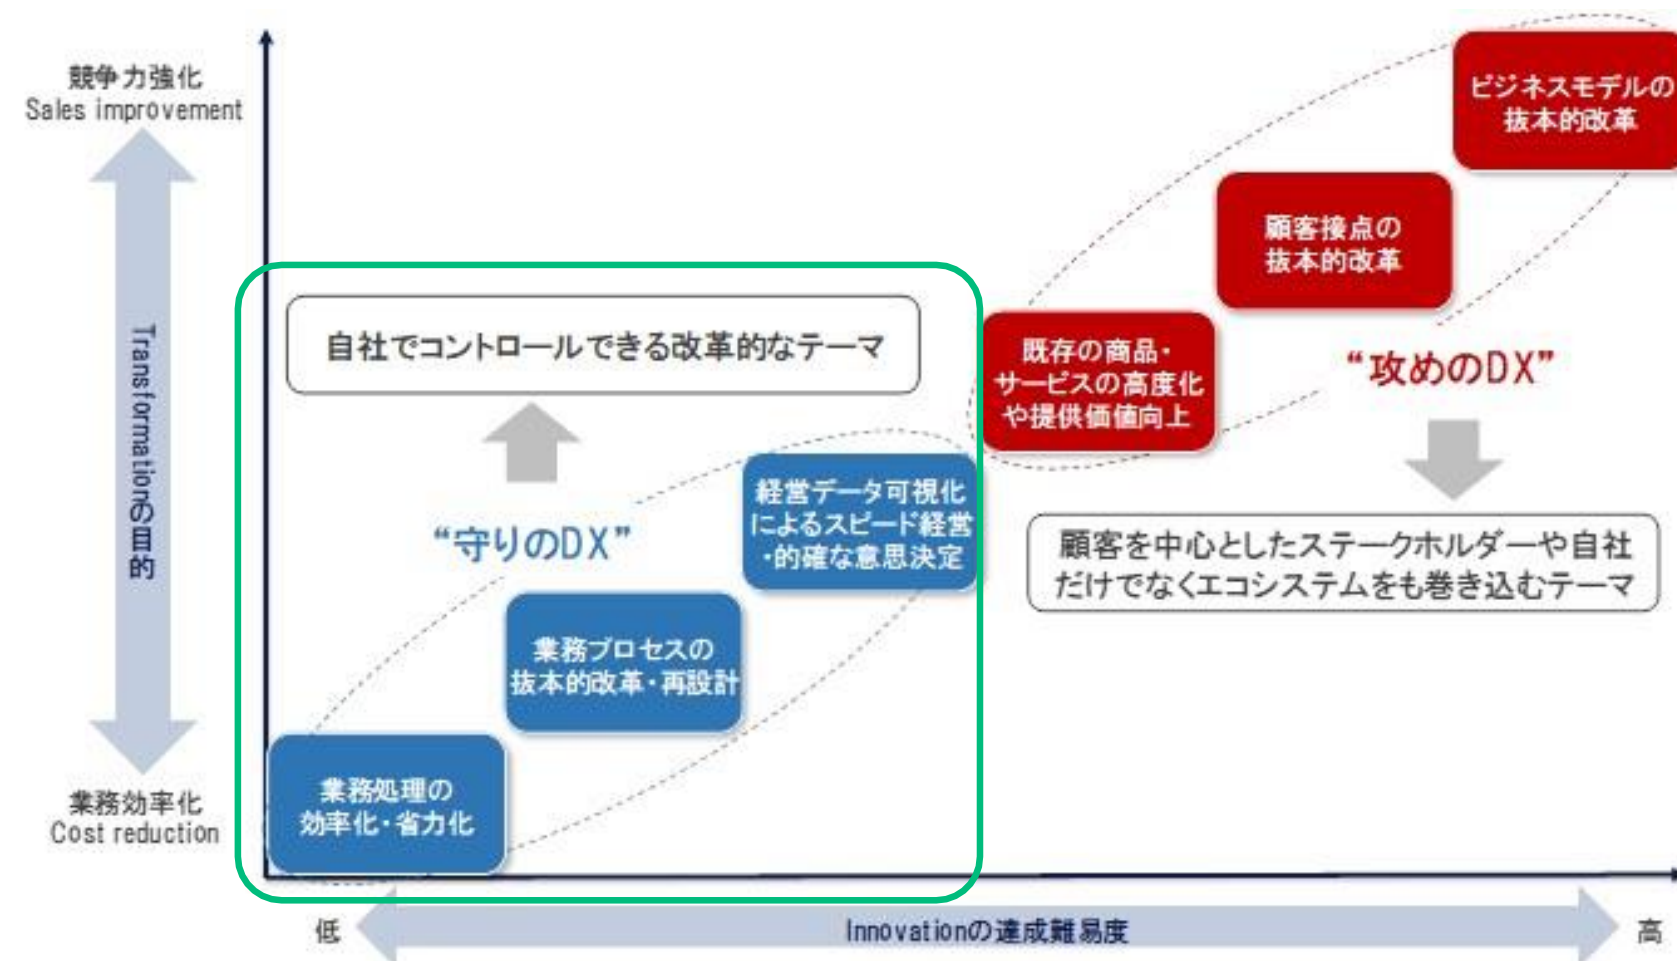 競争力強化
Sales improvement
Transformationの目的
業務効率化
Cost reduction
自社でコントロールできる改革的なテーマ
“守りのDX”
業務処理の
効率化・省力化
業務プロセスの
抜本的改革・再設計
経営データ可視化
によるスピード経営
・的確な意思決定
既存の商品・
サービスの高度化
や提供価値向上
顧客接点の
抜本的改革
ビジネスモデルの
抜本的改革
“攻めのDX”
顧客を中心としたステークホルダーや自社
だけでなくエコシステムをも巻き込むテーマ
低
Innovationの達成難易度
高